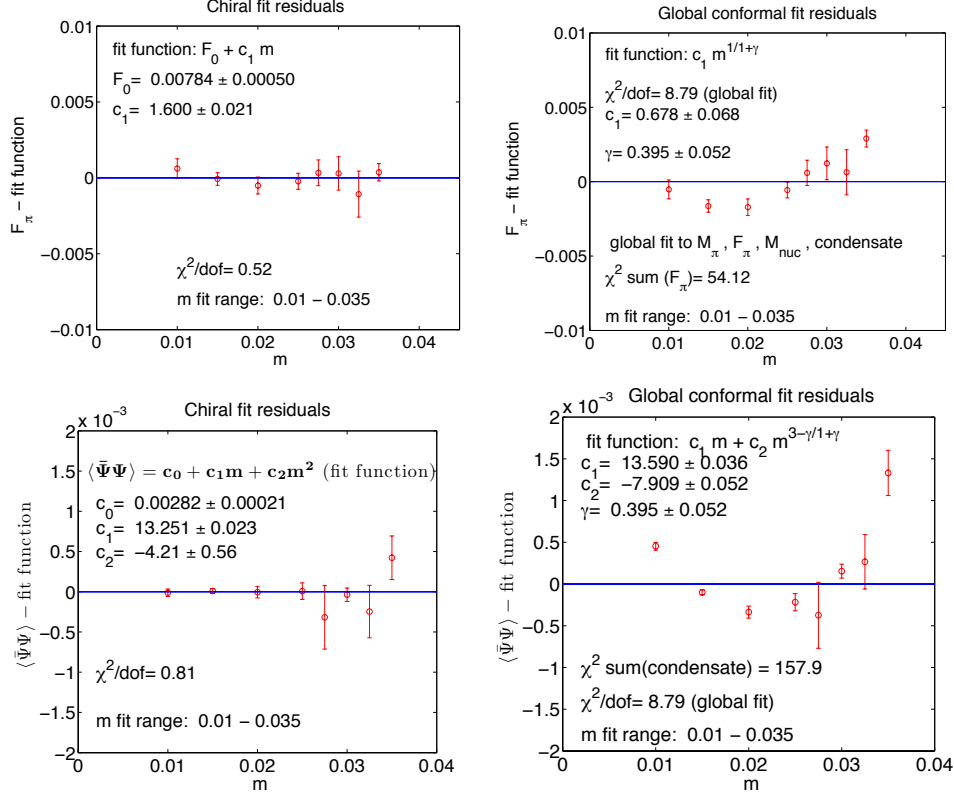 Chiral fit residuals
0.01
0.005
0
−0.005
−0.01
F_π − fit function
fit function: F_0 + c_1 m
F_0= 0.00784 ± 0.00050
c_1= 1.600 ± 0.021
χ^2/dof= 0.52
m fit range: 0.01 − 0.035
0 0.01 0.02 0.03 0.04
m
Global conformal fit residuals
0.01
0.005
0
−0.005
−0.01
F_π − fit function
fit function: c_1 m^{1/1+γ}
χ^2/dof= 8.79 (global fit)
c_1= 0.678 ± 0.068
γ= 0.395 ± 0.052
global fit to M_π , F_π , M_nuc , condensate
χ^2 sum (F_π)= 54.12
m fit range: 0.01 − 0.035
0 0.01 0.02 0.03 0.04
m
Chiral fit residuals
x 10^{−3}
2
1.5
1
0.5
0
−0.5
−1
−1.5
−2
⟨Ψ̄Ψ⟩ − fit function
⟨Ψ̄Ψ⟩ = c_0 + c_1m + c_2m^2 (fit function)
c_0= 0.00282 ± 0.00021
c_1= 13.251 ± 0.023
c_2= −4.21 ± 0.56
χ^2/dof= 0.81
m fit range: 0.01 − 0.035
0 0.01 0.02 0.03 0.04
m
Global conformal fit residuals
x 10^{−3}
2
1.5
1
0.5
0
−0.5
−1
−1.5
−2
⟨Ψ̄Ψ⟩ − fit function
fit function: c_1 m + c_2 m^{3−γ/1+γ}
c_1= 13.590 ± 0.036
c_2= −7.909 ± 0.052
γ= 0.395 ± 0.052
χ^2 sum(condensate) = 157.9
χ^2/dof= 8.79 (global fit)
m fit range: 0.01 − 0.035
0 0.01 0.02 0.03 0.04
m